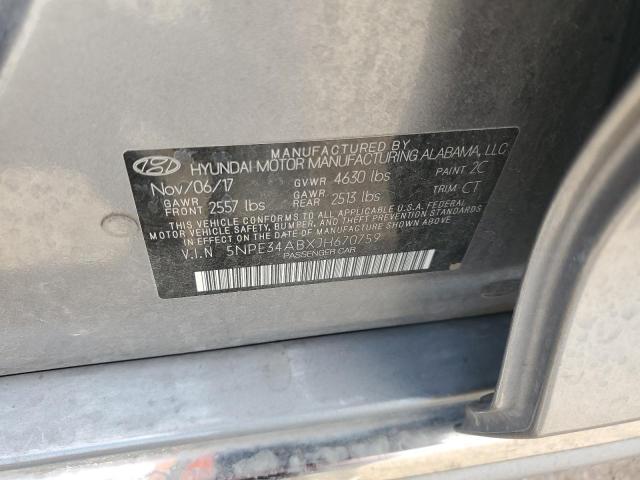 MANUFACTURED BY
HYUNDAI MOTOR MANUFACTURING ALABAMA, LLC
Nov/06/17 GVWR 4630 lbs PAINT 2C
GAWR FRONT 2557 lbs GAWR REAR 2513 lbs TRIM CT
THIS VEHICLE CONFORMS TO ALL APPLICABLE U.S.A. FEDERAL
MOTOR VEHICLE SAFETY, BUMPER, AND THEFT PREVENTION STANDARDS
IN EFFECT ON THE DATE OF MANUFACTURE SHOWN ABOVE.
V.I.N 5NPE34ABXJH670759
PASSENGER CAR